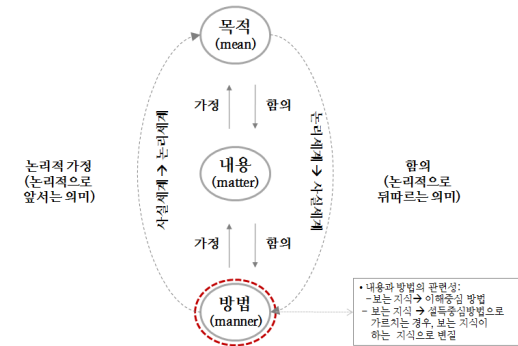 목적
(mean)
가정
함의
사실세계 → 논리세계
논리세계 → 사실세계
논리적 가정
(논리적으로
앞서는 의미)
내용
(matter)
함의
(논리적으로
뒤따르는 의미)
가정
함의
방법
(manner)
• 내용과 방법의 관련성:
–보는 지식→ 이해중심 방법
– 보는 지식 → 설득중심방법으로
가르치는 경우, 보는 지식이
하는 지식으로 변질